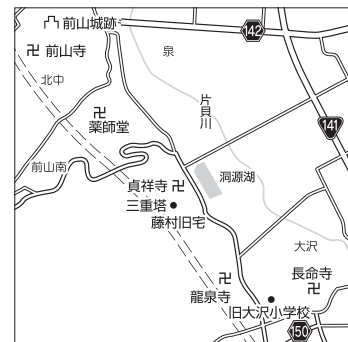 前山城跡
142
前山寺
泉
北中
片貝川
薬師堂
141
前山南
貞祥寺
洞源湖
三重塔
藤村旧宅
大沢
長命寺
龍泉寺
旧大沢小学校
150